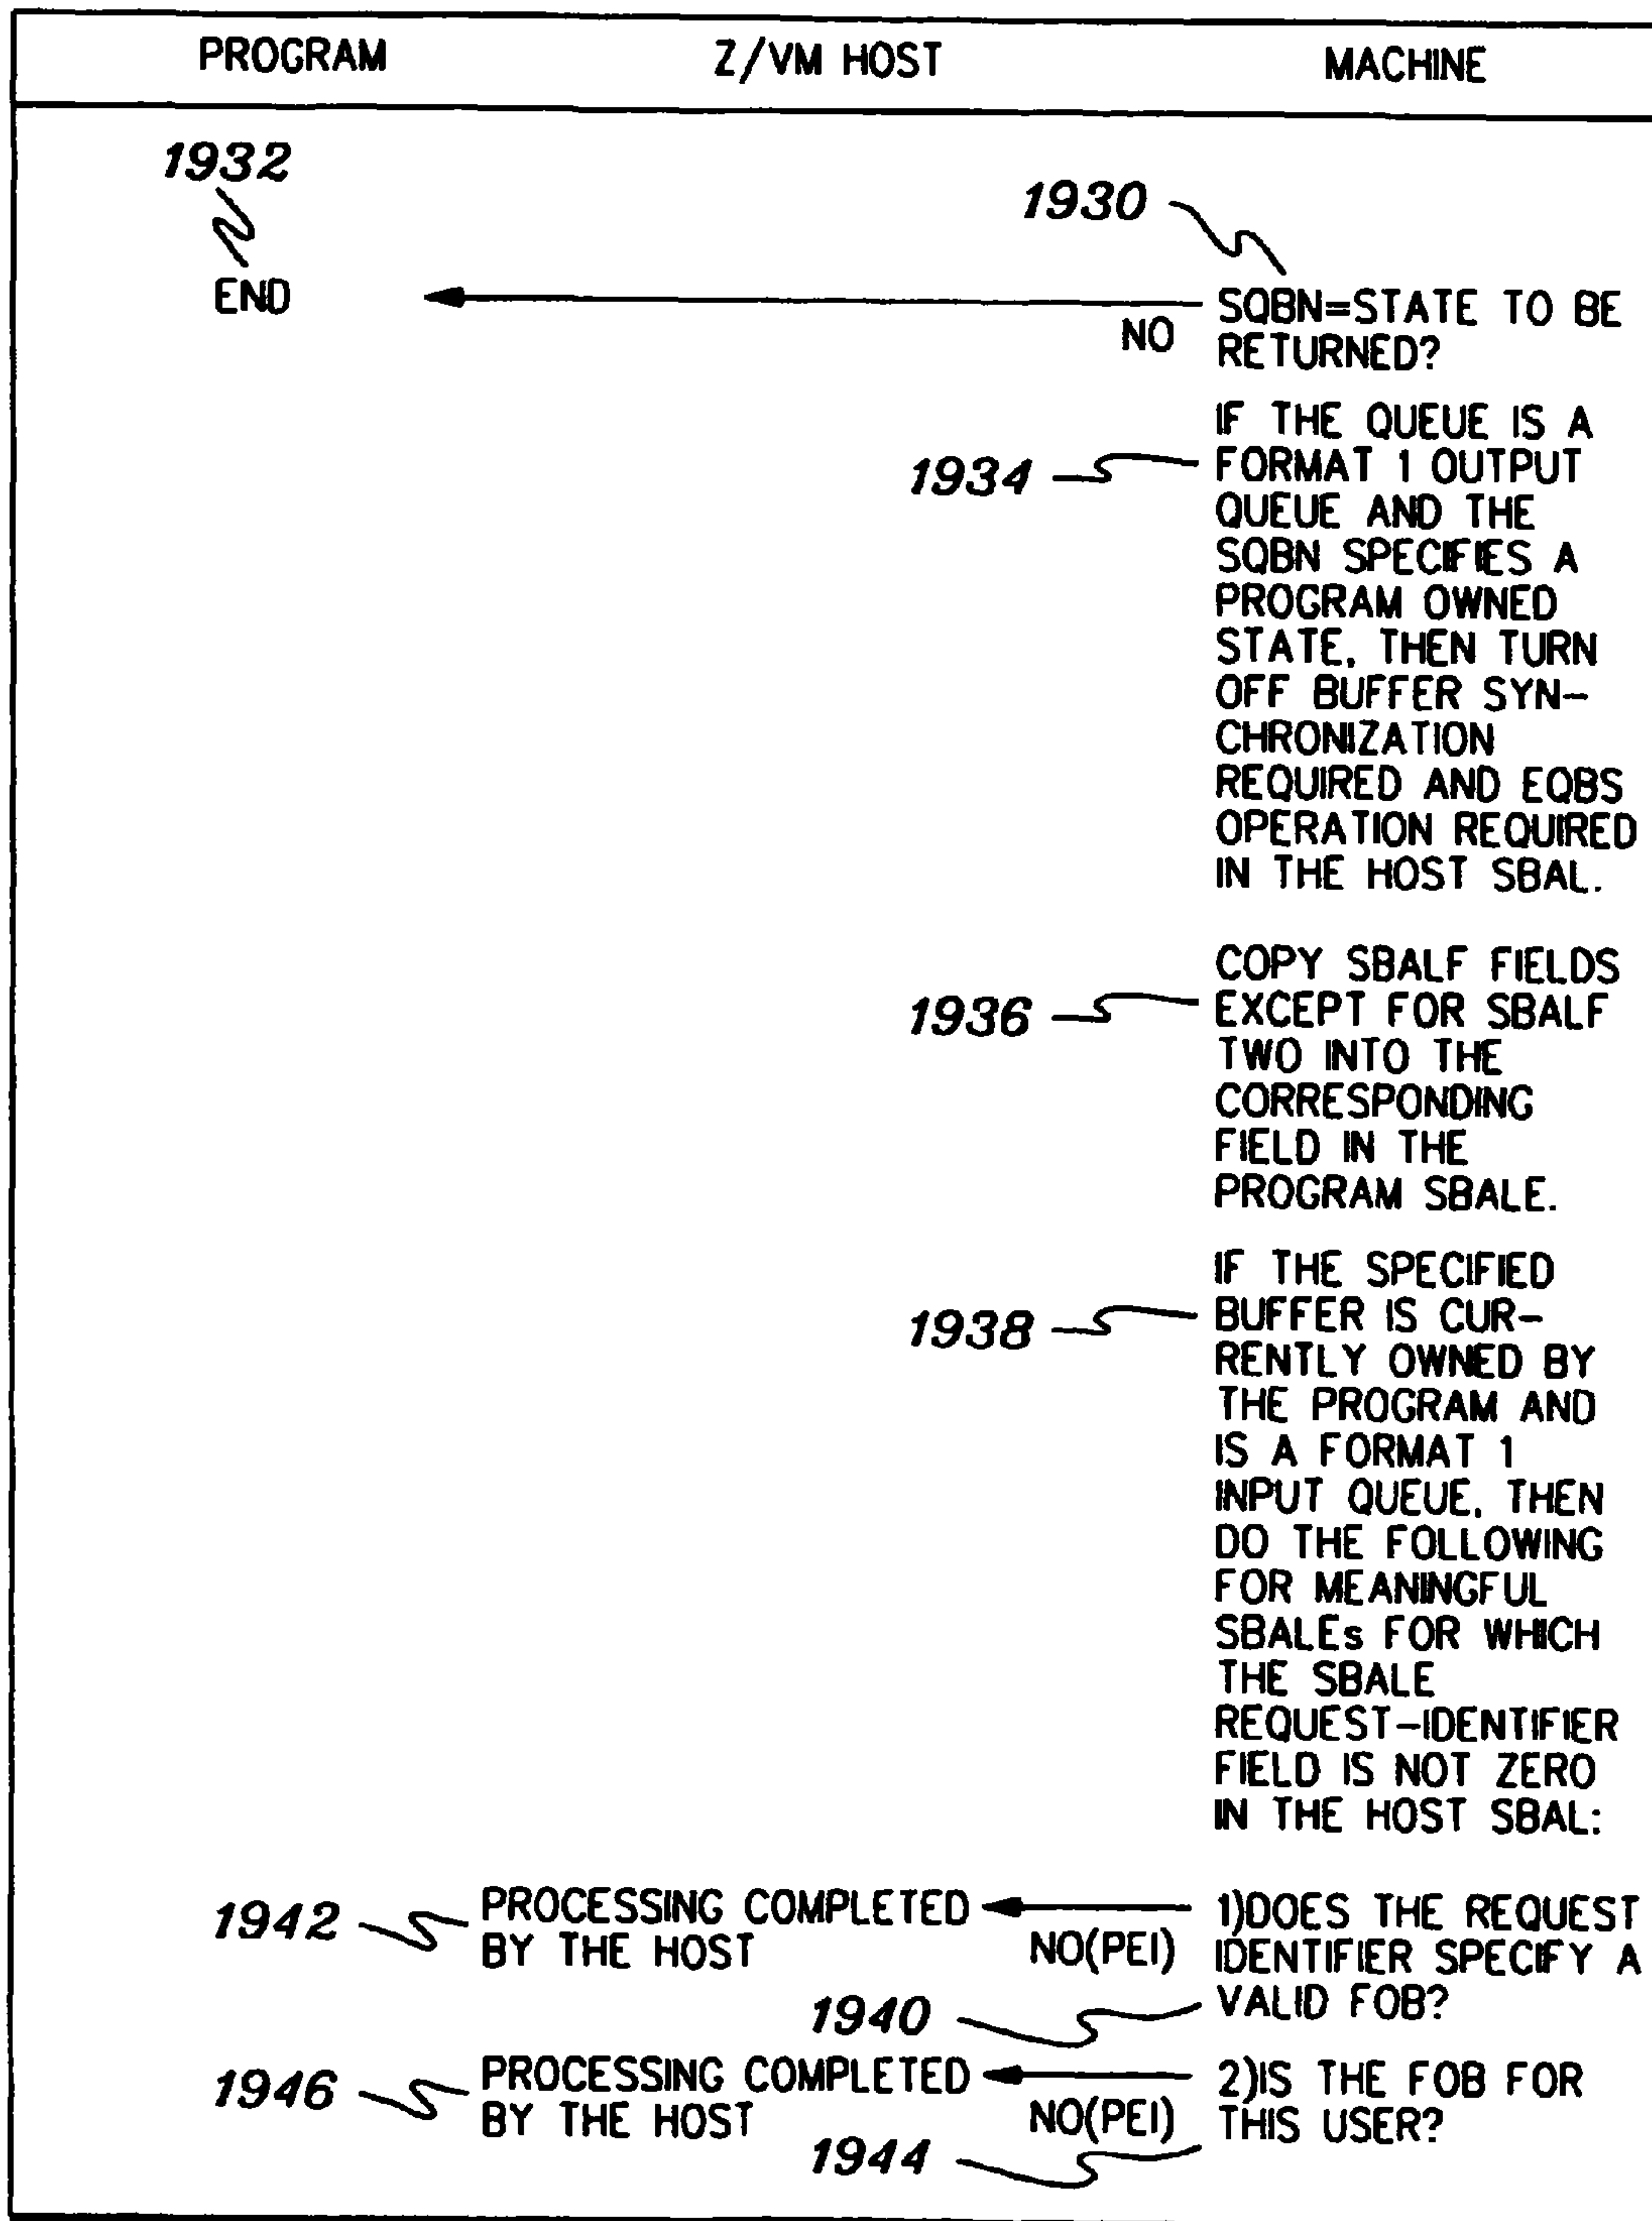 PROGRAM Z/VM HOST MACHINE
1932
1930
END
NO
SQBN=STATE TO BE
RETURNED?
1934
IF THE QUEUE IS A
FORMAT 1 OUTPUT
QUEUE AND THE
SQBN SPECIFIES A
PROGRAM OWNED
STATE, THEN TURN
OFF BUFFER SYN-
CHRONIZATION
REQUIRED AND EQBS
OPERATION REQUIRED
IN THE HOST SBAL.
1936
COPY SBALF FIELDS
EXCEPT FOR SBALF
TWO INTO THE
CORRESPONDING
FIELD IN THE
PROGRAM SBALE.
1938
IF THE SPECIFIED
BUFFER IS CUR-
RENTLY OWNED BY
THE PROGRAM AND
IS A FORMAT 1
INPUT QUEUE, THEN
DO THE FOLLOWING
FOR MEANINGFUL
SBALEs FOR WHICH
THE SBALE
REQUEST-IDENTIFIER
FIELD IS NOT ZERO
IN THE HOST SBAL:
1942
PROCESSING COMPLETED
BY THE HOST
NO(PEI)
1)DOES THE REQUEST
IDENTIFIER SPECIFY A
VALID FOB?
1940
1946
PROCESSING COMPLETED
BY THE HOST
NO(PEI)
2)IS THE FOB FOR
THIS USER?
1944